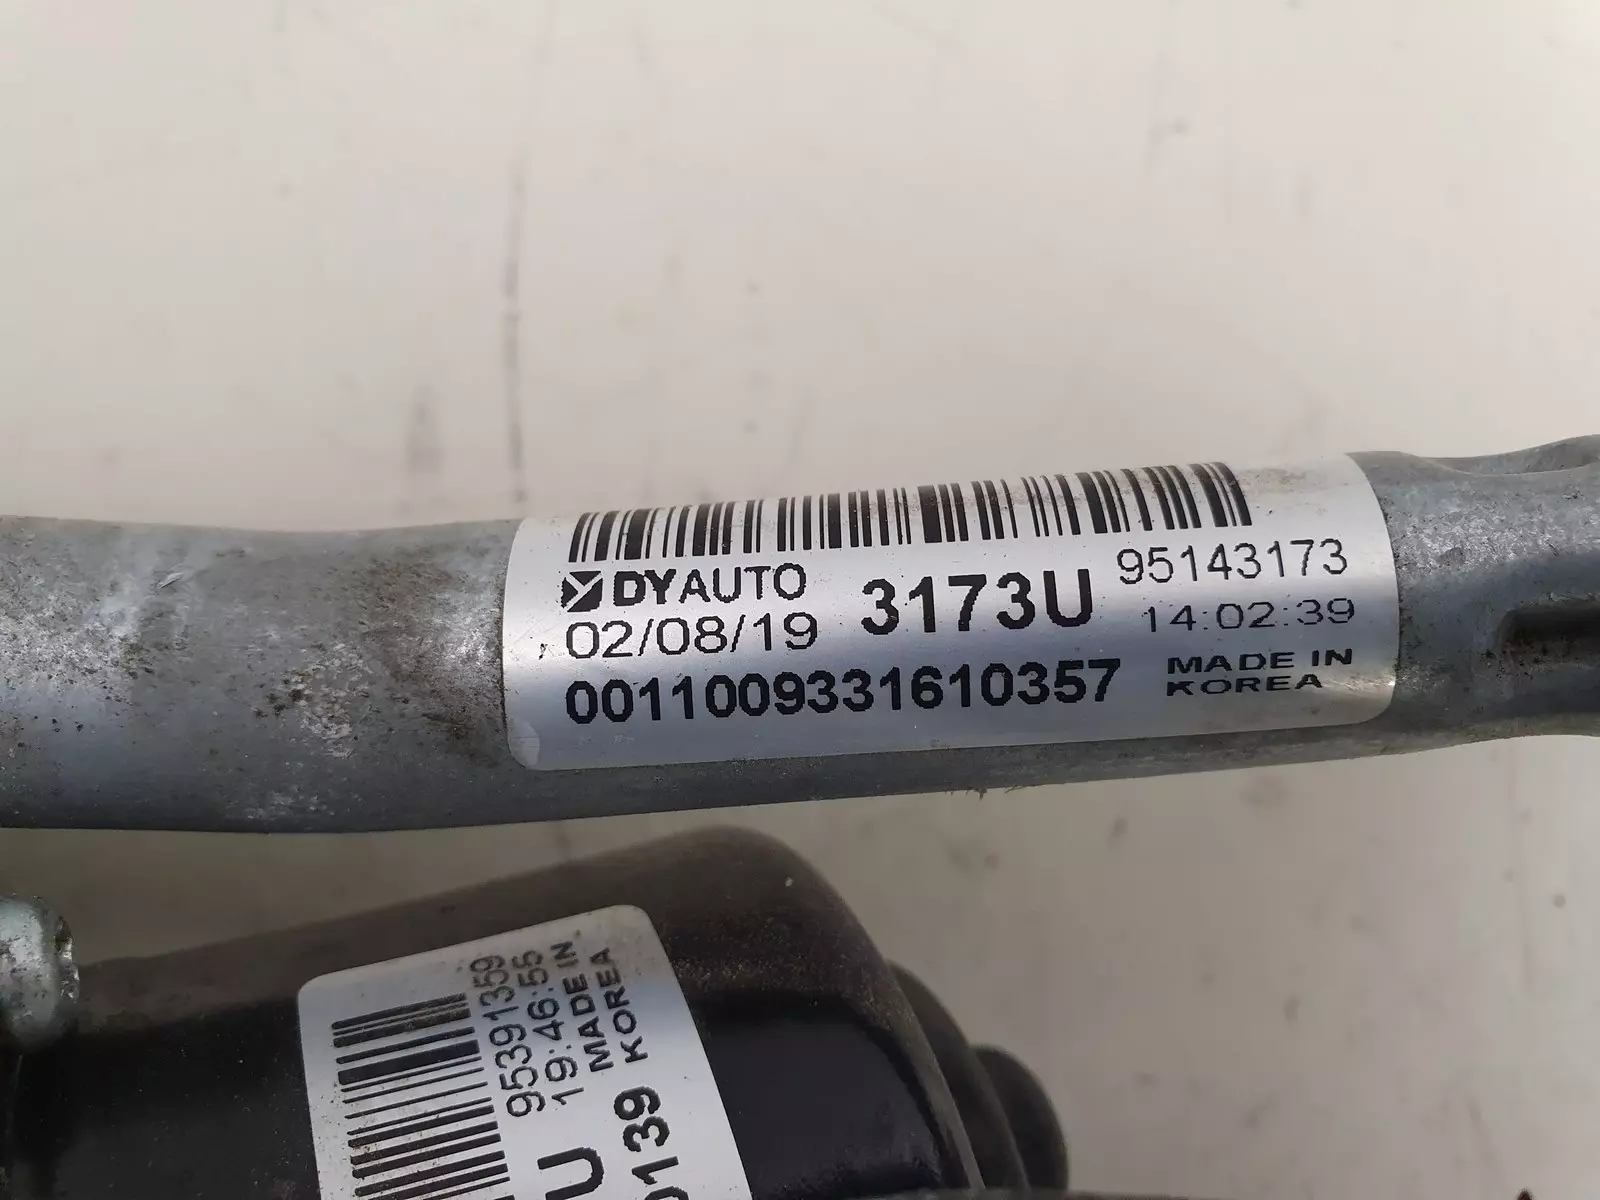 DYAUTO 3173U 95143173
02/08/19 14:02:39
0011009331610357 MADE IN
KOREA
95391359
19:46:55
MADE IN
KOREA
U
0139